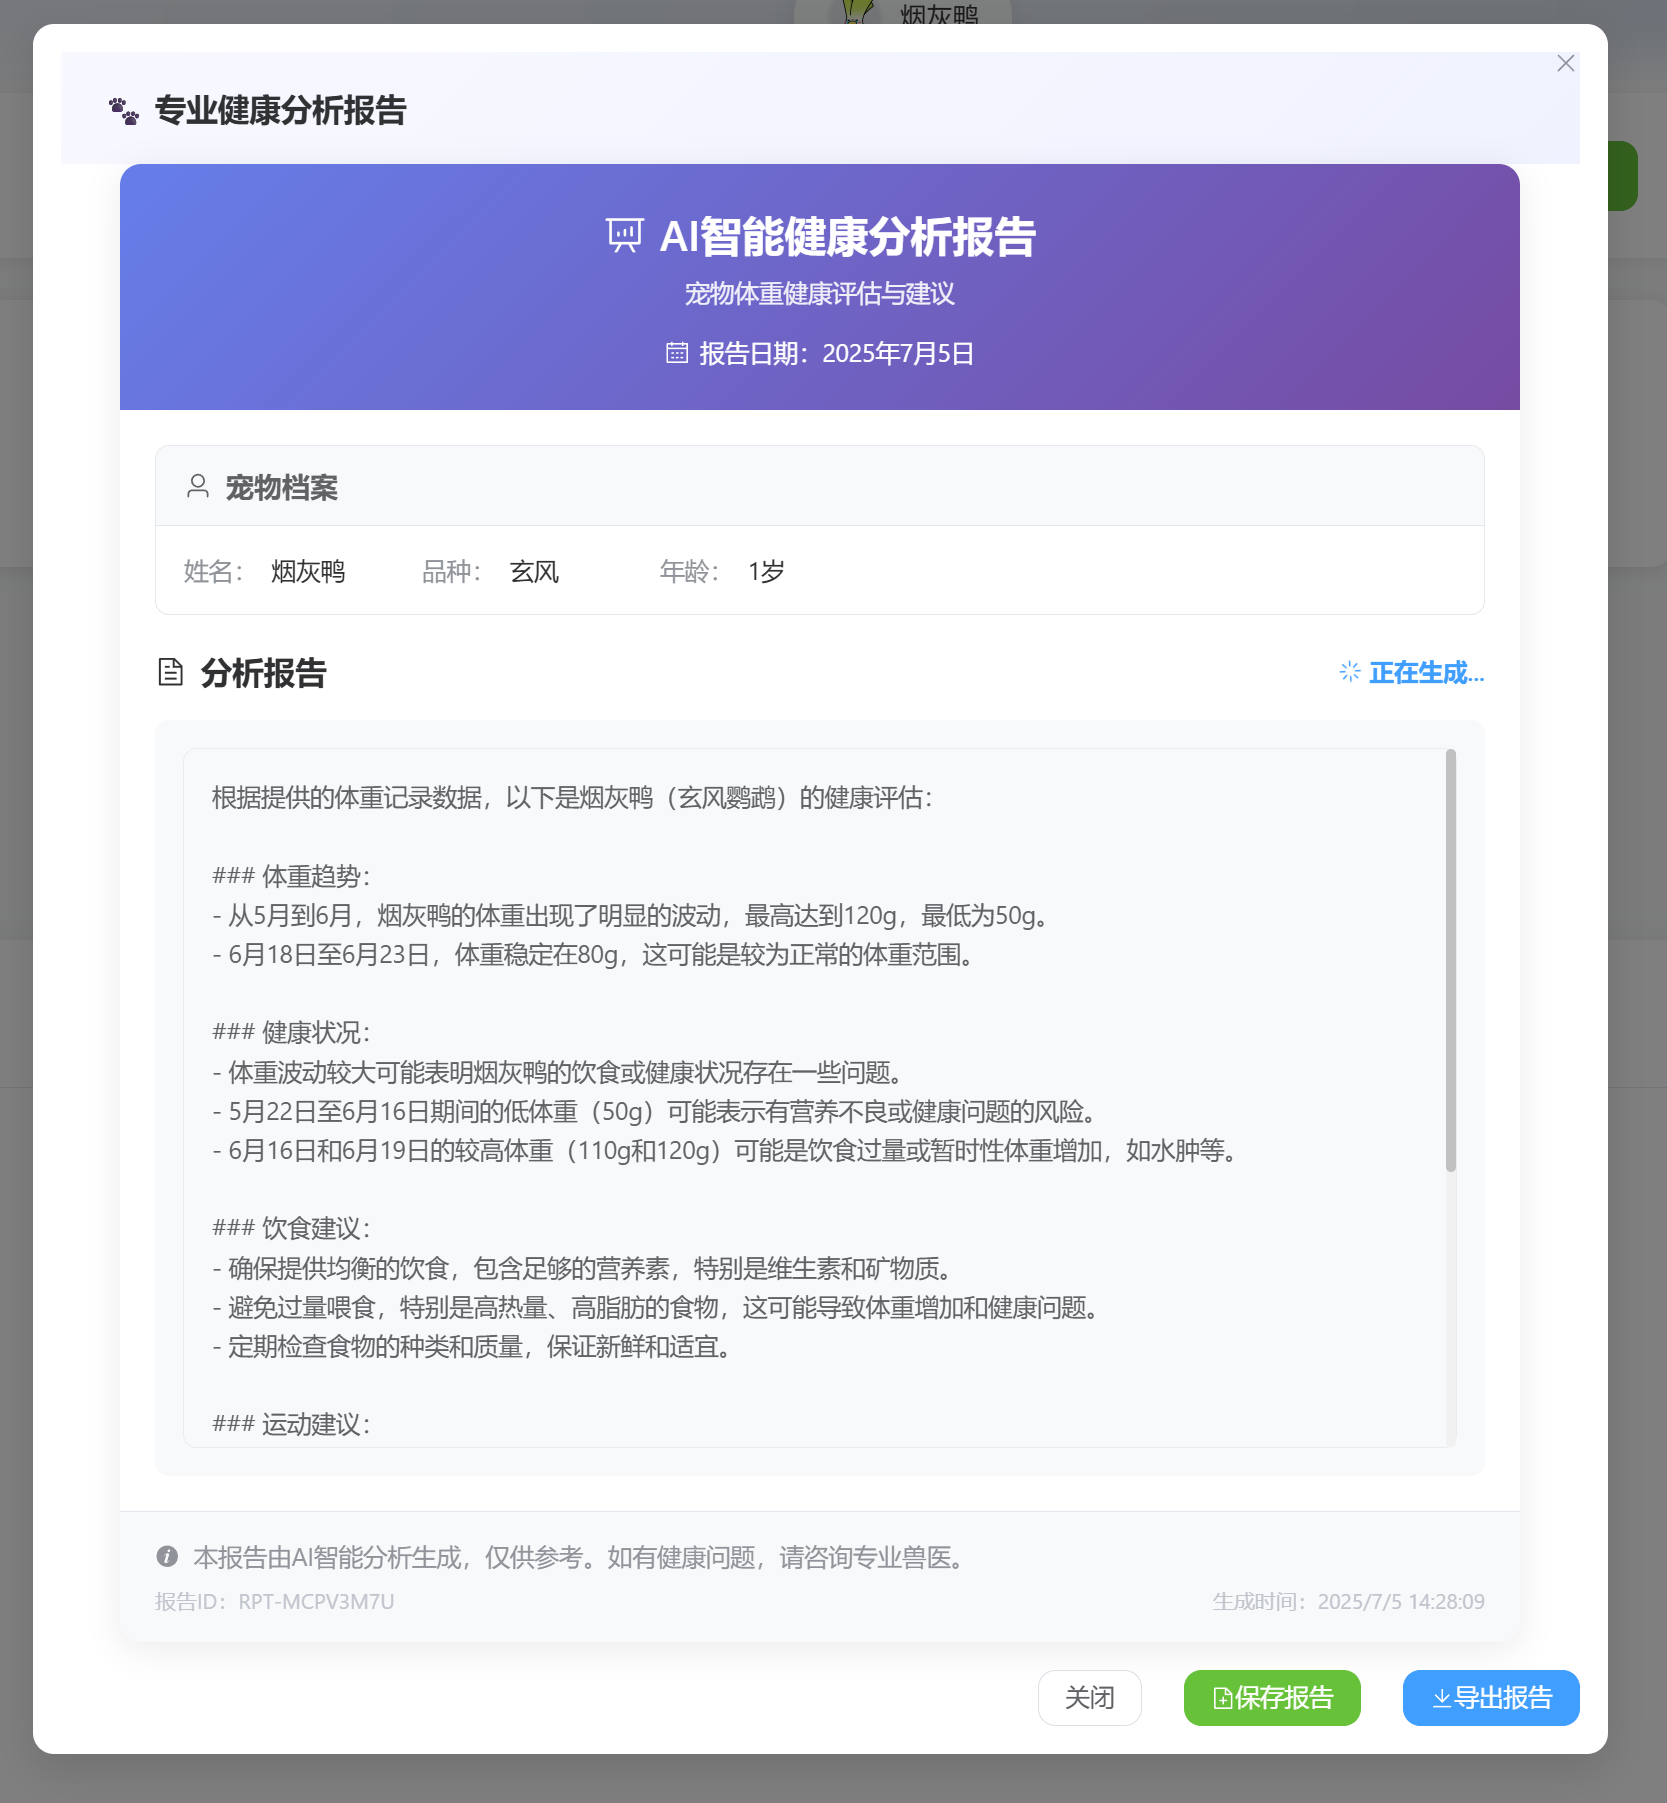 烟灰鸭
专业健康分析报告
AI智能健康分析报告
宠物体重健康评估与建议
报告日期：2025年7月5日
宠物档案
姓名： 烟灰鸭 品种： 玄风 年龄： 1岁
分析报告
正在生成...
根据提供的体重记录数据，以下是烟灰鸭（玄风鹦鹉）的健康评估：
### 体重趋势：
- 从5月到6月，烟灰鸭的体重出现了明显的波动，最高达到120g，最低为50g。
- 6月18日至6月23日，体重稳定在80g，这可能是较为正常的体重范围。
### 健康状况：
- 体重波动较大可能表明烟灰鸭的饮食或健康状况存在一些问题。
- 5月22日至6月16日期间的低体重（50g）可能表示有营养不良或健康问题的风险。
- 6月16日和6月19日的较高体重（110g和120g）可能是饮食过量或暂时性体重增加，如水肿等。
### 饮食建议：
- 确保提供均衡的饮食，包含足够的营养素，特别是维生素和矿物质。
- 避免过量喂食，特别是高热量、高脂肪的食物，这可能导致体重增加和健康问题。
- 定期检查食物的种类和质量，保证新鲜和适宜。
### 运动建议：
本报告由AI智能分析生成，仅供参考。如有健康问题，请咨询专业兽医。
报告ID：RPT-MCPV3M7U
生成时间：2025/7/5 14:28:09
关闭
保存报告
导出报告